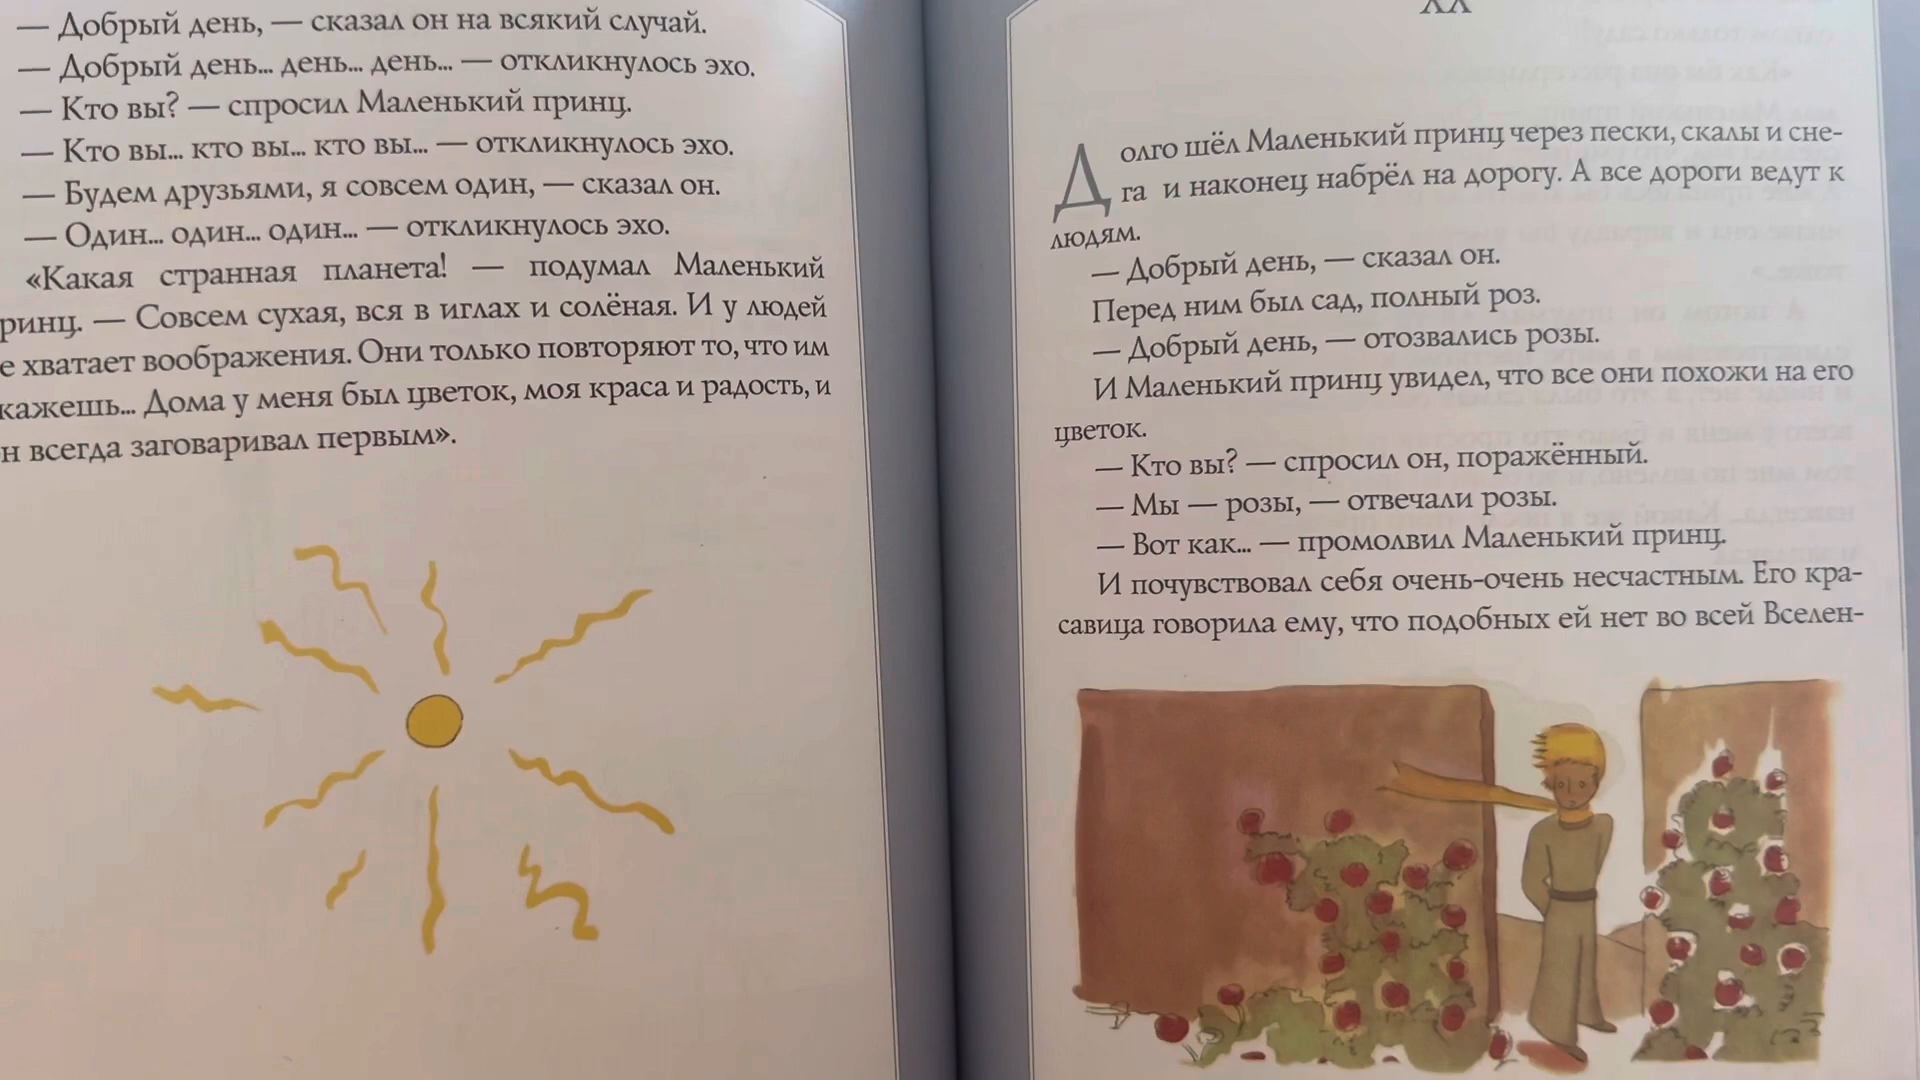 — Добрый день, — сказал он на всякий случай.
— Добрый день... день... день... — откликнулось эхо.
— Кто вы? — спросил Маленький принц.
— Кто вы... кто вы... кто вы... — откликнулось эхо.
— Будем друзьями, я совсем один, — сказал он.
— Один... один... один... — откликнулось эхо.
«Какая странная планета! — подумал Маленький
ринц. — Совсем сухая, вся в иглах и солёная. И у людей
е хватает воображения. Они только повторяют то, что им
кажешь... Дома у меня был цветок, моя краса и радость, и
н всегда заговаривал первым».
XX
Долго шёл Маленький принц через пески, скалы и сне-
га и наконец набрёл на дорогу. А все дороги ведут к
людям.
— Добрый день, — сказал он.
Перед ним был сад, полный роз.
— Добрый день, — отозвались розы.
И Маленький принц увидел, что все они похожи на его
цветок.
— Кто вы? — спросил он, поражённый.
— Мы — розы, — отвечали розы.
— Вот как... — промолвил Маленький принц.
И почувствовал себя очень-очень несчастным. Его кра-
савица говорила ему, что подобных ей нет во всей Вселен-